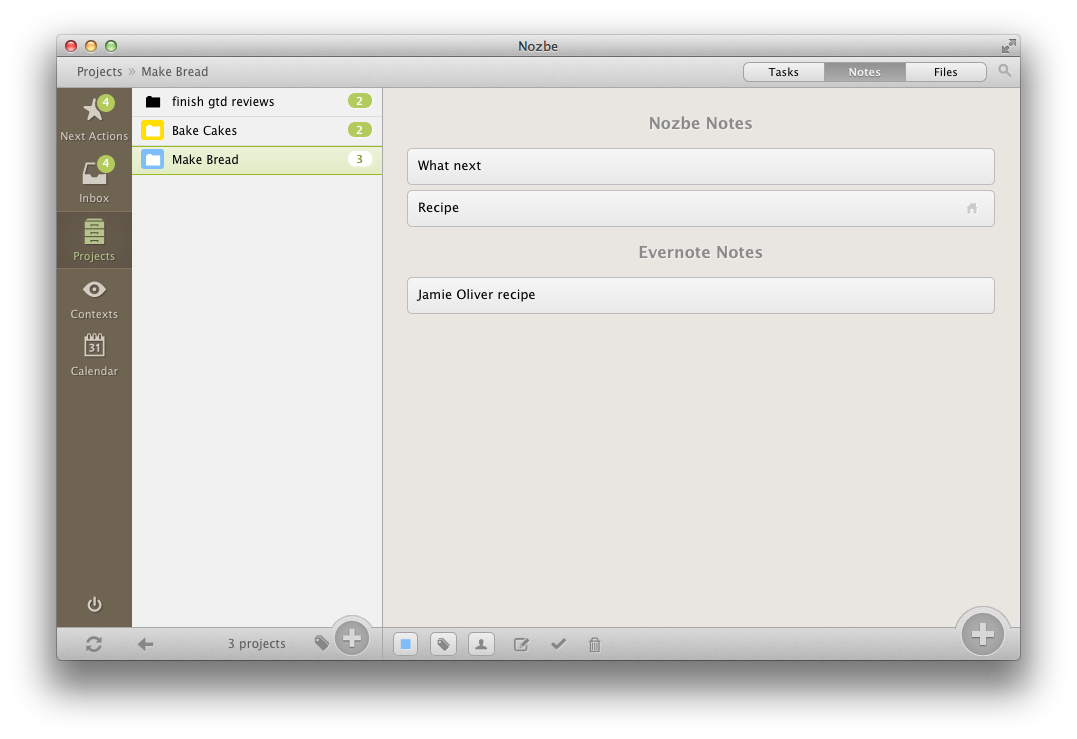 Nozbe
Projects » Make Bread
Tasks
Notes
Files
4
Next Actions
4
Inbox
Projects
Contexts
31
Calendar
finish gtd reviews 2
Bake Cakes 2
Make Bread 3
Nozbe Notes
What next
Recipe
Evernote Notes
Jamie Oliver recipe
3 projects